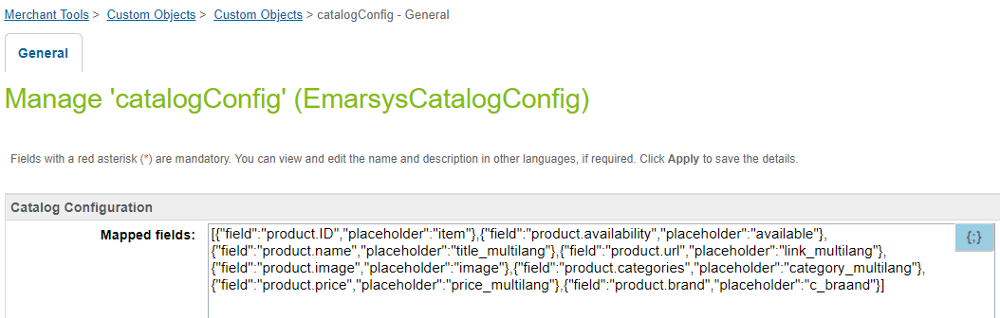 Merchant Tools > Custom Objects > Custom Objects > catalogConfig - General
General
Manage 'catalogConfig' (EmarsysCatalogConfig)
Fields with a red asterisk (*) are mandatory. You can view and edit the name and description in other languages, if required. Click Apply to save the details.
Catalog Configuration
Mapped fields:
[{"field":"product.ID","placeholder":"item"},{"field":"product.availability","placeholder":"available"},
{"field":"product.name","placeholder":"title_multilang"},{"field":"product.url","placeholder":"link_multilang"},
{"field":"product.image","placeholder":"image"},{"field":"product.categories","placeholder":"category_multilang"},
{"field":"product.price","placeholder":"price_multilang"},{"field":"product.brand","placeholder":"c_braand"}]
{;}